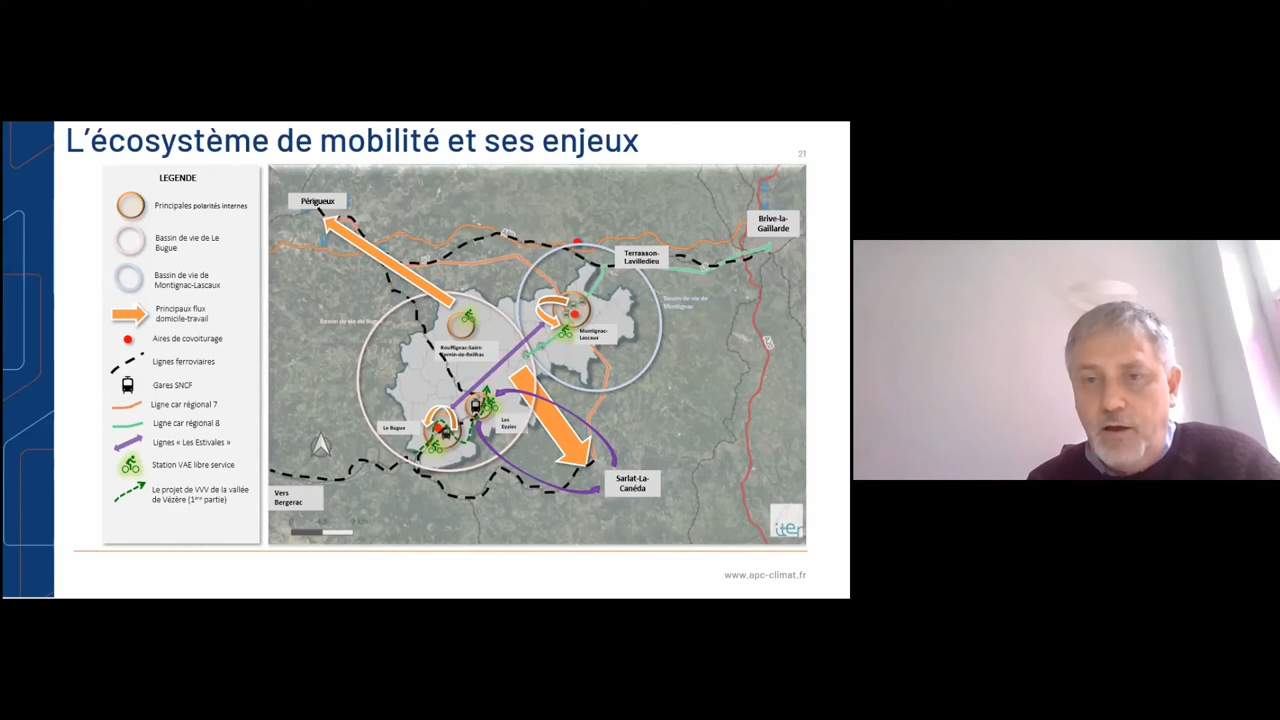 L'écosystème de mobilité et ses enjeux
21
LEGENDE
Principales polarités internes
Bassin de vie de Le
Bugue
Bassin de vie de
Montignac-Lascaux
Principaux flux
domicile-travail
Aires de covoiturage
Lignes ferroviaires
Gares SNCF
Ligne car régional 7
Ligne car régional 8
Lignes « Les Estivales »
Station VAE libre service
Le projet de VVV de la vallée
de Vézère (1ère partie)
Périgueux
Brive-la-
Gaillarde
Terrasson-
Lavilledieu
Bassin de vie de
Montignac
Bassin de vie du Bugue
Montignac-
Lascaux
Rouffignac-Saint-
Cernin-de-Reilhac
Le Bugue
Les
Eyzies
Sarlat-La-
Canéda
Vers
Bergerac
iter
www.apc-climat.fr